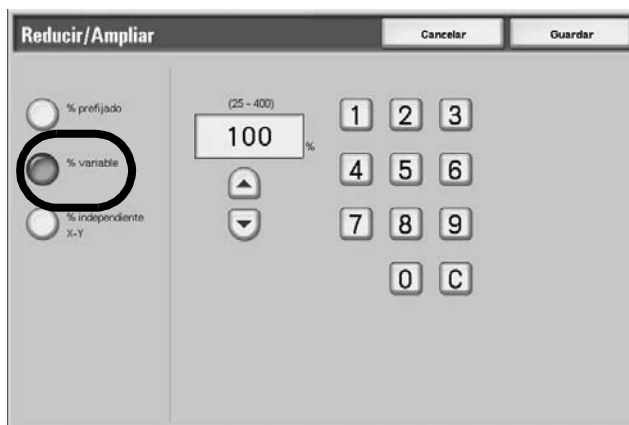 Reducir/Ampliar
Cancelar
Guardar
% prefijado
% variable
% independiente
X-Y
(25 - 400)
100
%
1 2 3
4 5 6
7 8 9
0 C